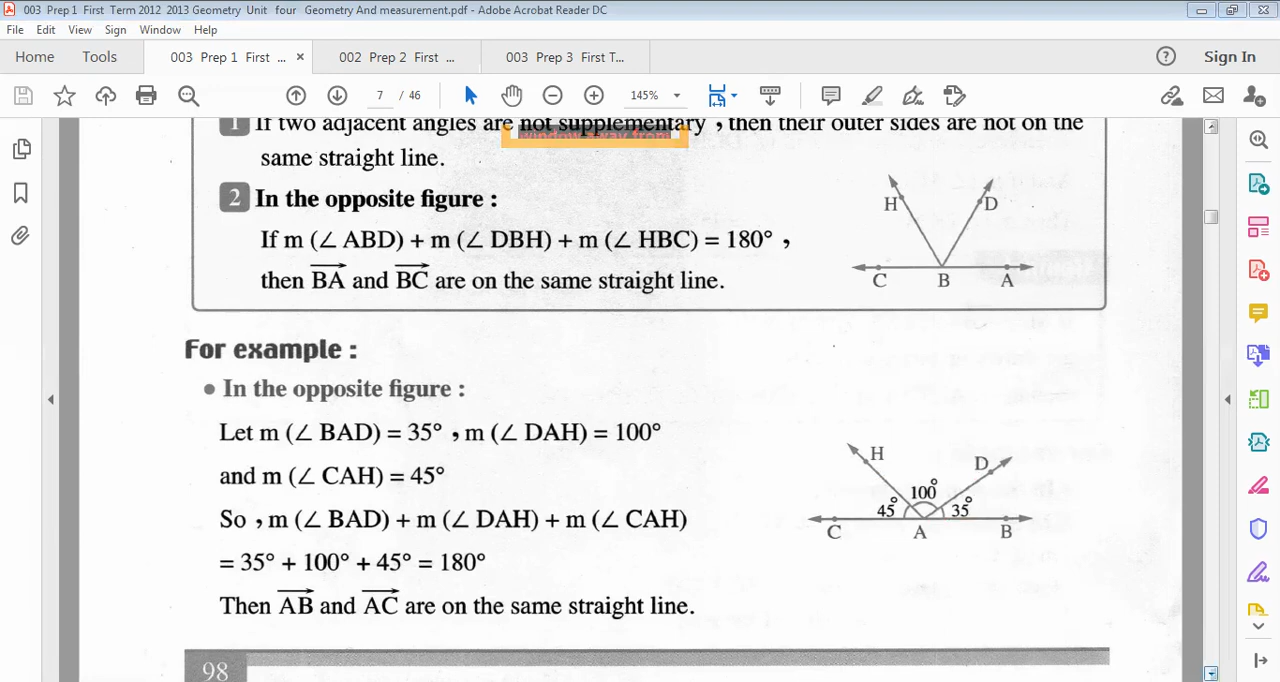 003 Prep 1 First Term 2012 2013 Geometry Unit four Geometry And measurement.pdf - Adobe Acrobat Reader DC
File Edit View Sign Window Help
Home Tools 003 Prep 1 First ... × 002 Prep 2 First ... 003 Prep 3 First T... ? Sign In
7 / 46 145%
1 If two adjacent angles are not supplementary , then their outer sides are not on the
same straight line.
2 In the opposite figure :
If m (∠ ABD) + m (∠ DBH) + m (∠ HBC) = 180° ,
then BA and BC are on the same straight line.
H D
C B A
For example :
• In the opposite figure :
Let m (∠ BAD) = 35° , m (∠ DAH) = 100°
and m (∠ CAH) = 45°
So , m (∠ BAD) + m (∠ DAH) + m (∠ CAH)
= 35° + 100° + 45° = 180°
Then AB and AC are on the same straight line.
H D
45° 100° 35°
C A B
98